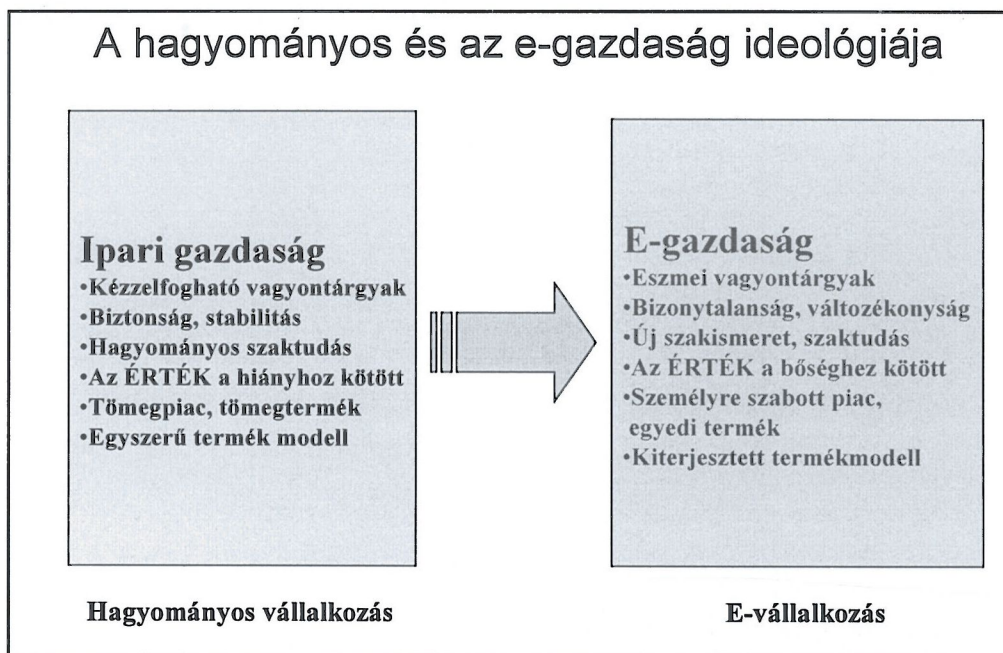 A hagyományos és az e-gazdaság ideológiája
Ipari gazdaság
•Kézzelfogható vagyontárgyak
•Biztonság, stabilitás
•Hagyományos szaktudás
•Az ÉRTÉK a hiányhoz kötött
•Tömegpiac, tömegtermék
•Egyszerű termék modell
Hagyományos vállalkozás
E-gazdaság
•Eszmei vagyontárgyak
•Bizonytalanság, változékonyság
•Új szakismeret, szaktudás
•Az ÉRTÉK a bőséghez kötött
•Személyre szabott piac,
egyedi termék
•Kiterjesztett termékmodell
E-vállalkozás